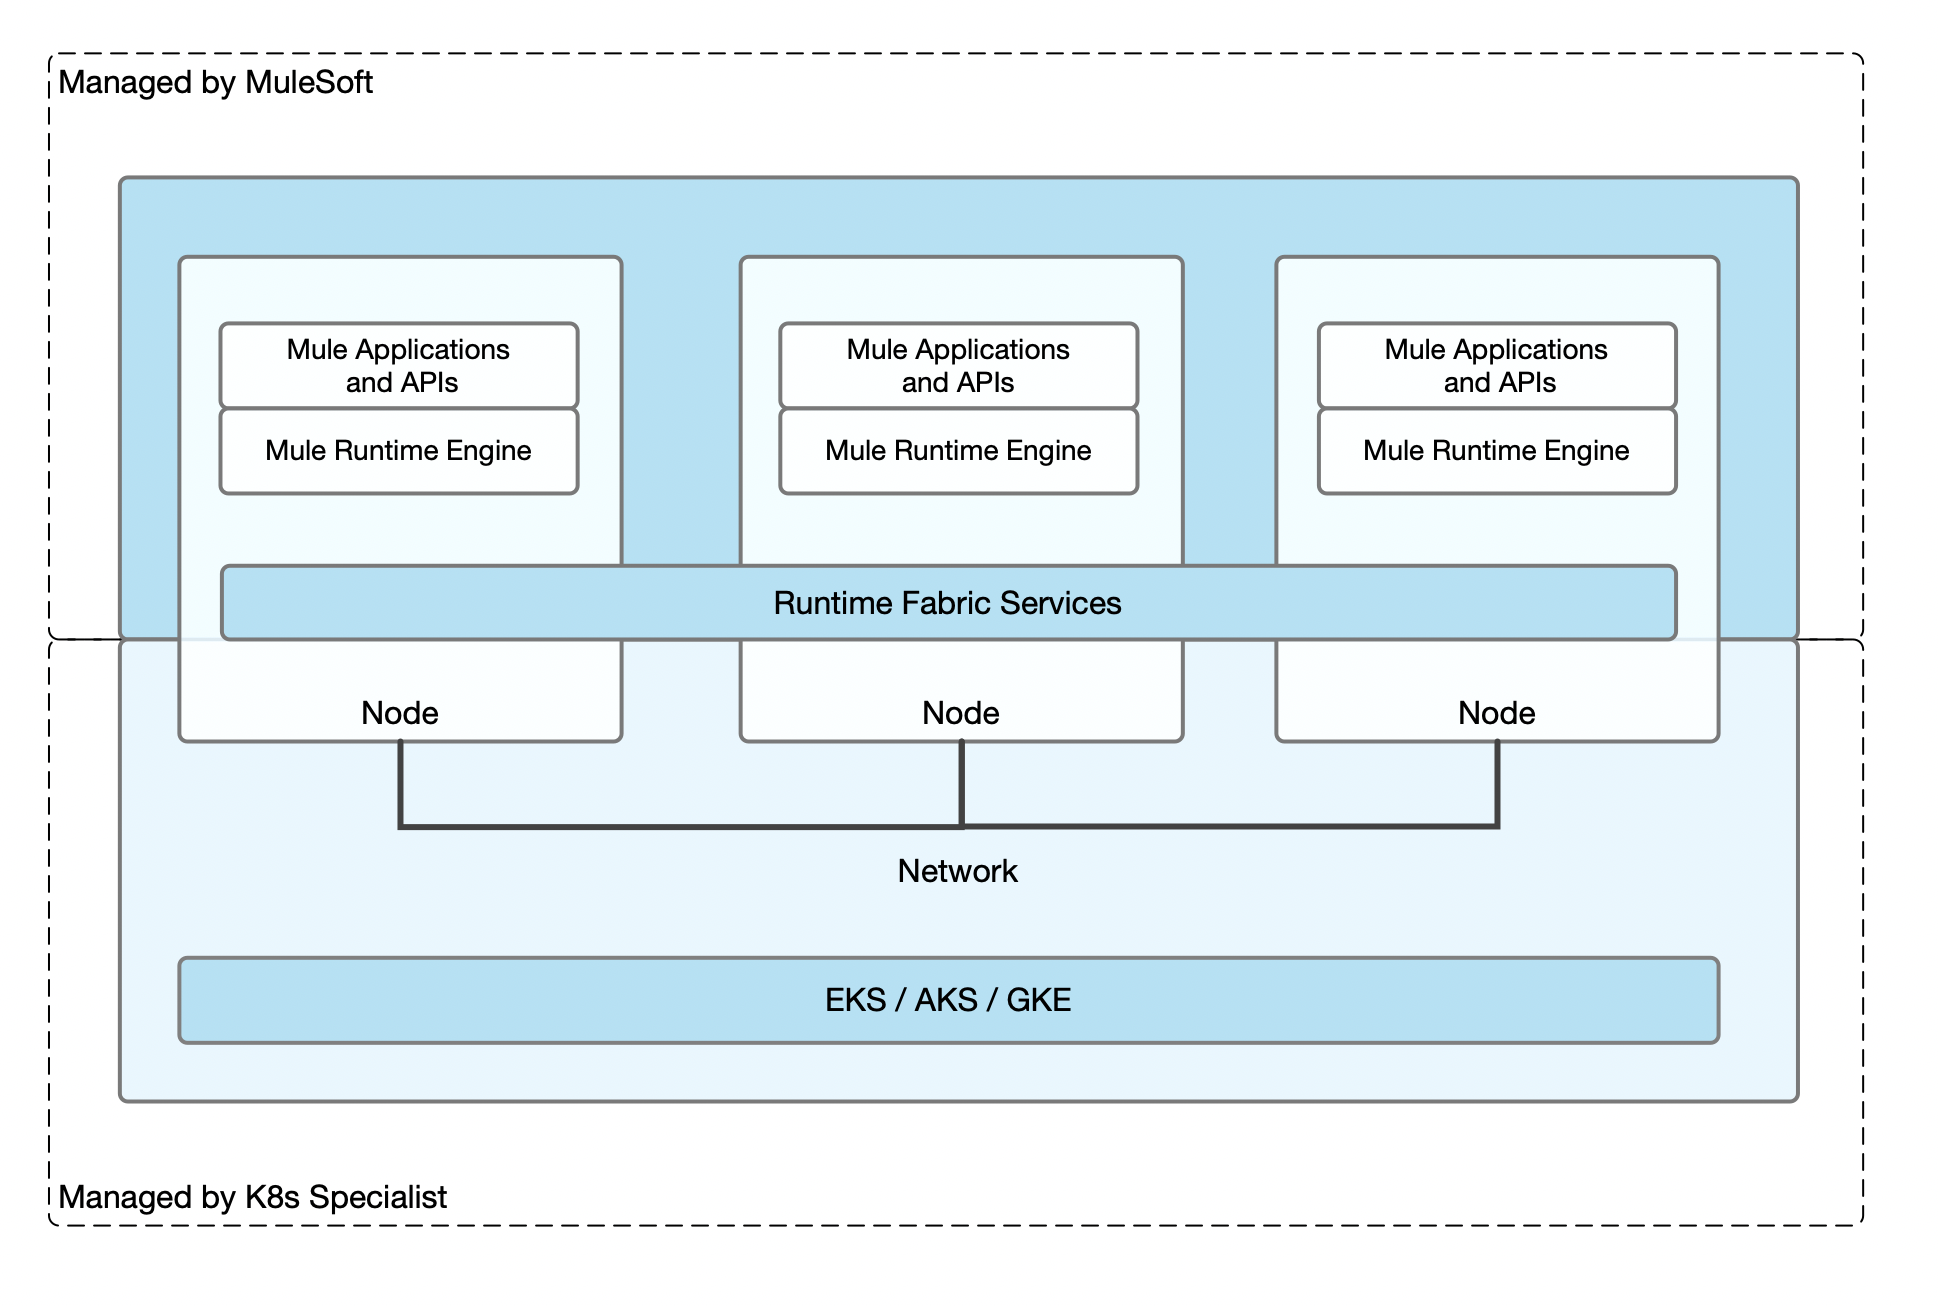 Managed by MuleSoft
Mule Applications
and APIs
Mule Runtime Engine
Mule Applications
and APIs
Mule Runtime Engine
Mule Applications
and APIs
Mule Runtime Engine
Runtime Fabric Services
Node
Node
Node
Network
EKS / AKS / GKE
Managed by K8s Specialist